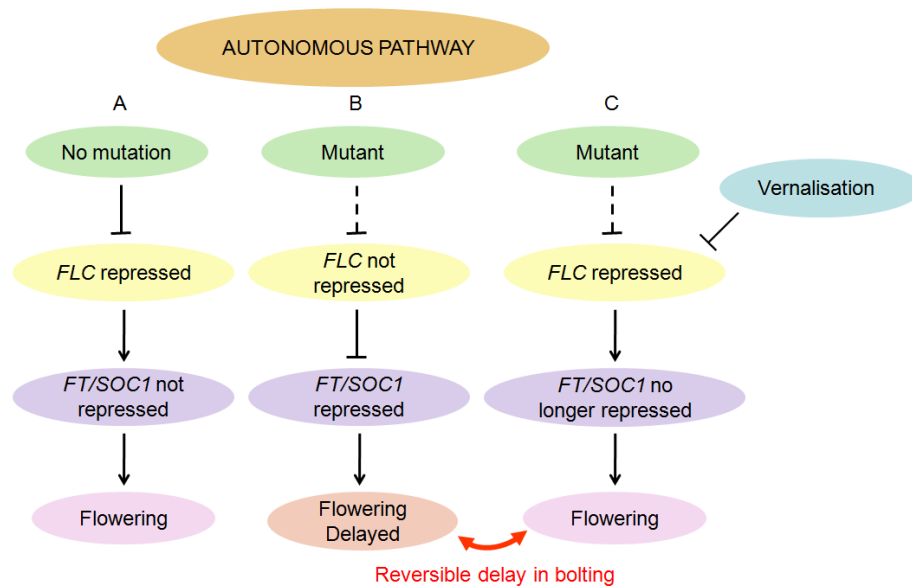 AUTONOMOUS PATHWAY
A
B
C
No mutation
Mutant
Mutant
Vernalisation
FLC repressed
FLC not
repressed
FLC repressed
FT/SOC1 not
repressed
FT/SOC1
repressed
FT/SOC1 no
longer repressed
Flowering
Flowering
Delayed
Flowering
Reversible delay in bolting